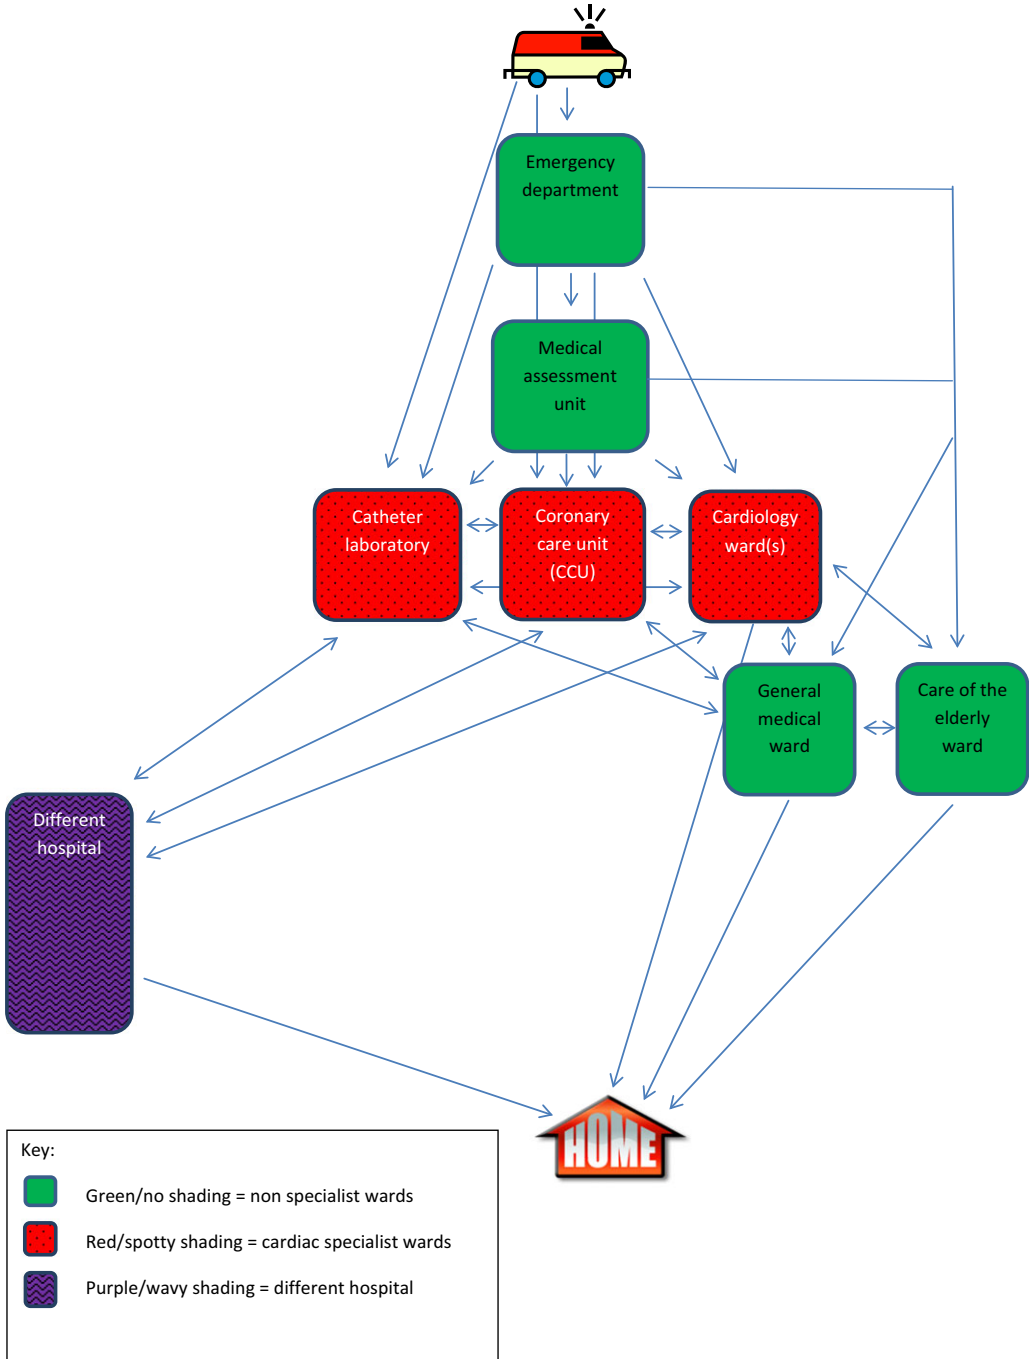 Emergency
department
Medical
assessment
unit
Catheter
laboratory
Coronary
care unit
(CCU)
Cardiology
ward(s)
General
medical
ward
Care of the
elderly
ward
Different
hospital
HOME
Key:
Green/no shading = non specialist wards
Red/spotty shading = cardiac specialist wards
Purple/wavy shading = different hospital